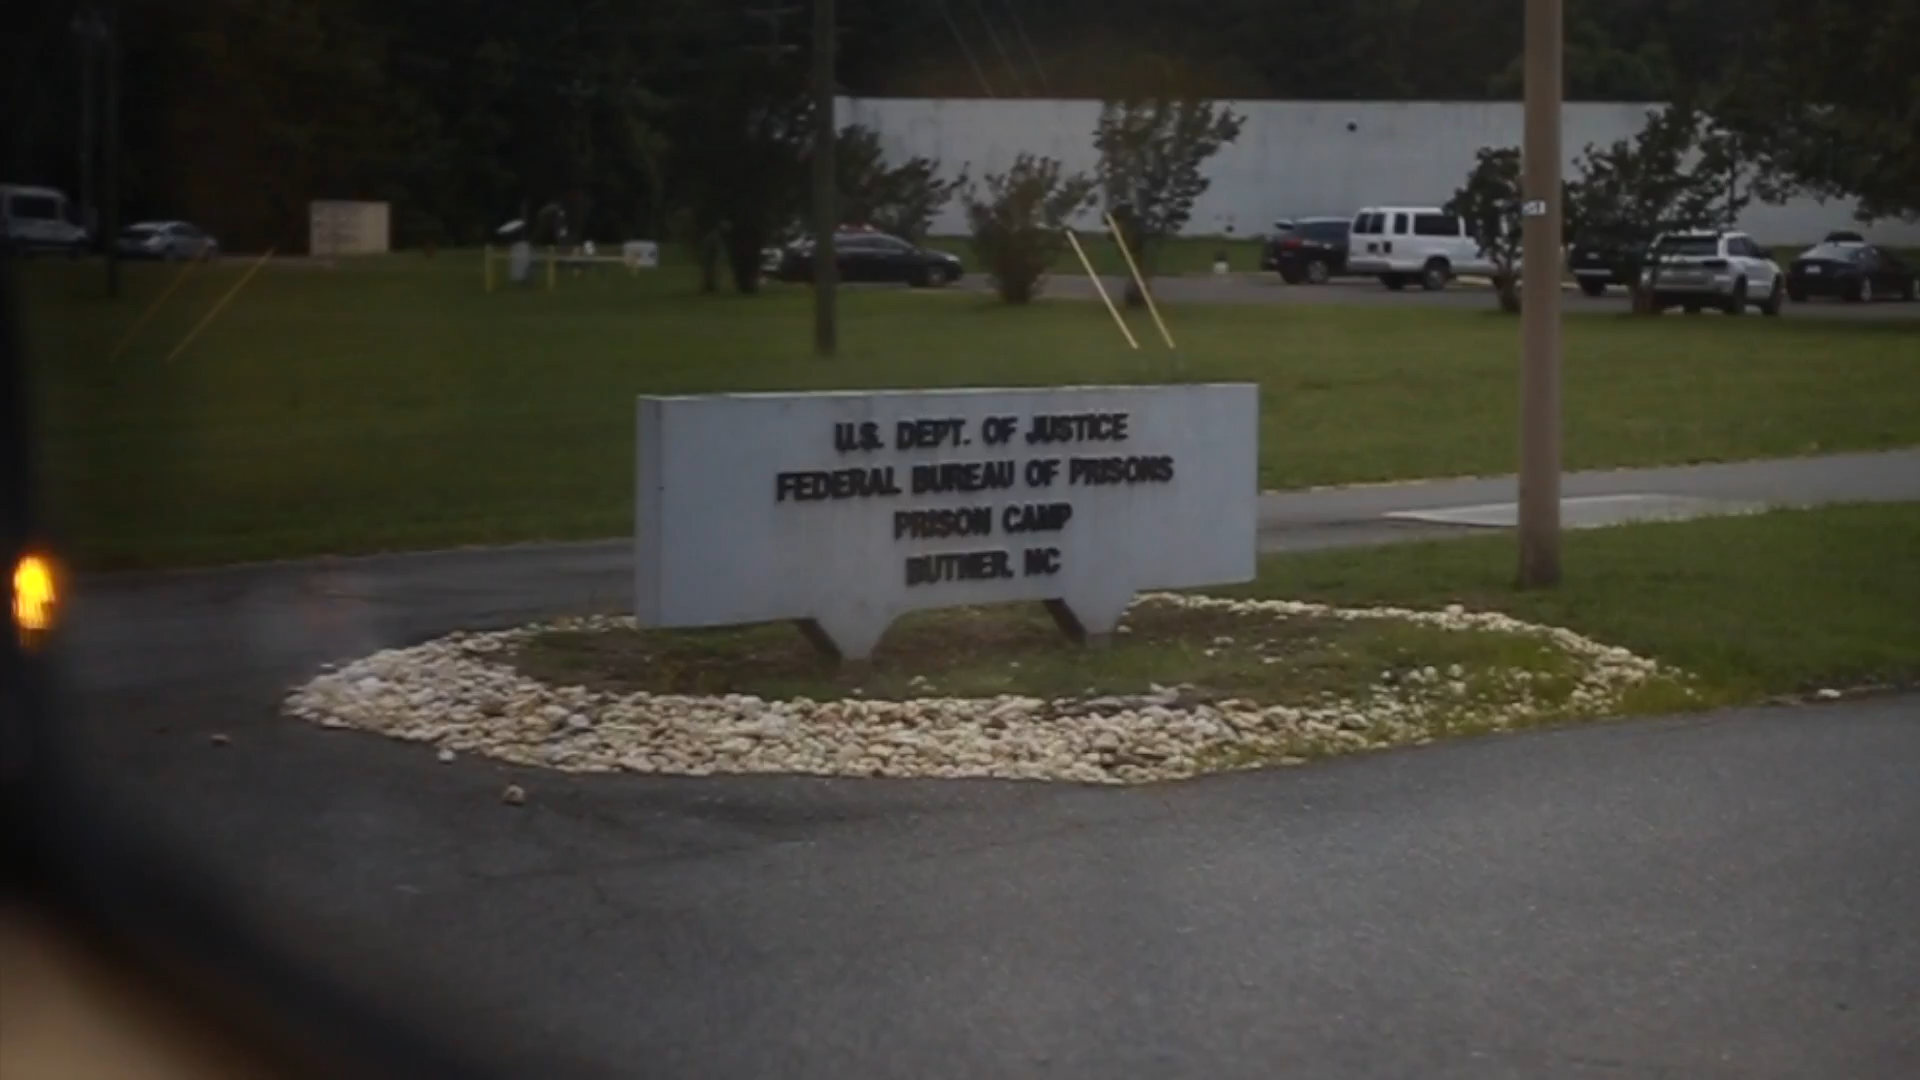 U.S. DEPT. OF JUSTICE
FEDERAL BUREAU OF PRISONS
PRISON CAMP
BUTNER, NC